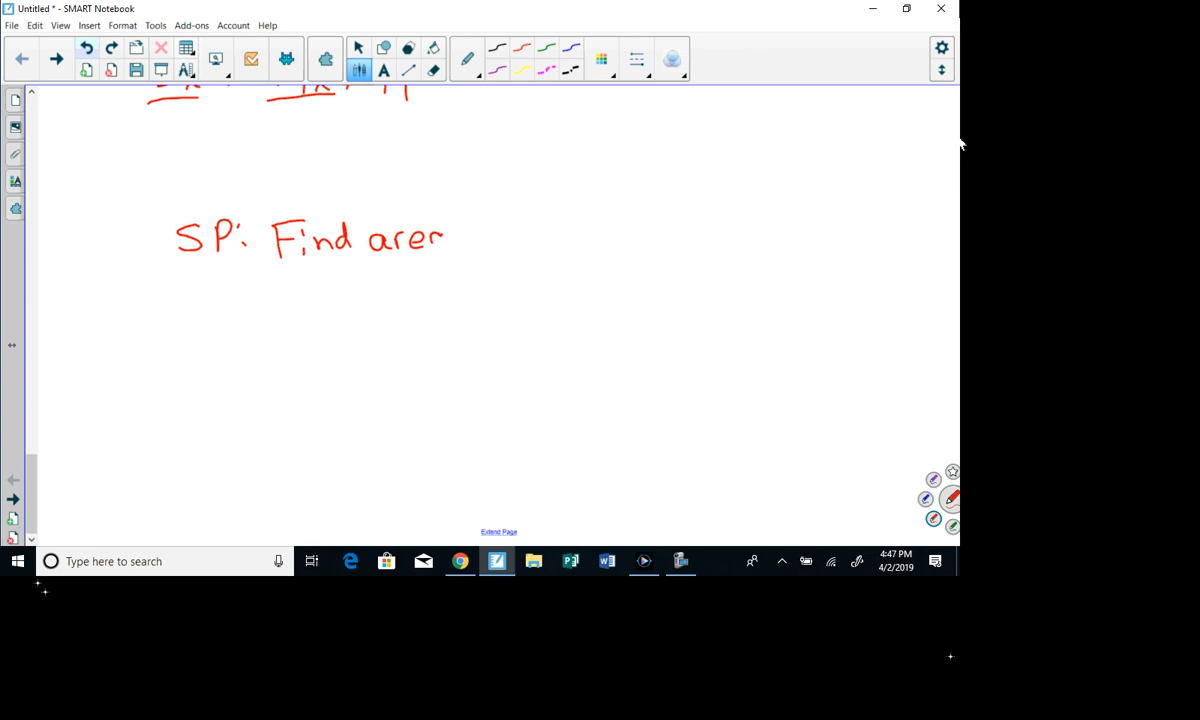 Untitled * - SMART Notebook
File Edit View Insert Format Tools Add-ons Account Help
SP: Find arer
Extend Page
Type here to search
4:47 PM
4/2/2019